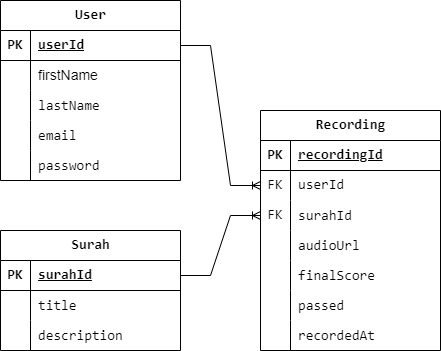 User
PK userId
firstName
lastName
email
password
Recording
PK recordingId
FK userId
FK surahId
audioUrl
finalScore
passed
recordedAt
Surah
PK surahId
title
description